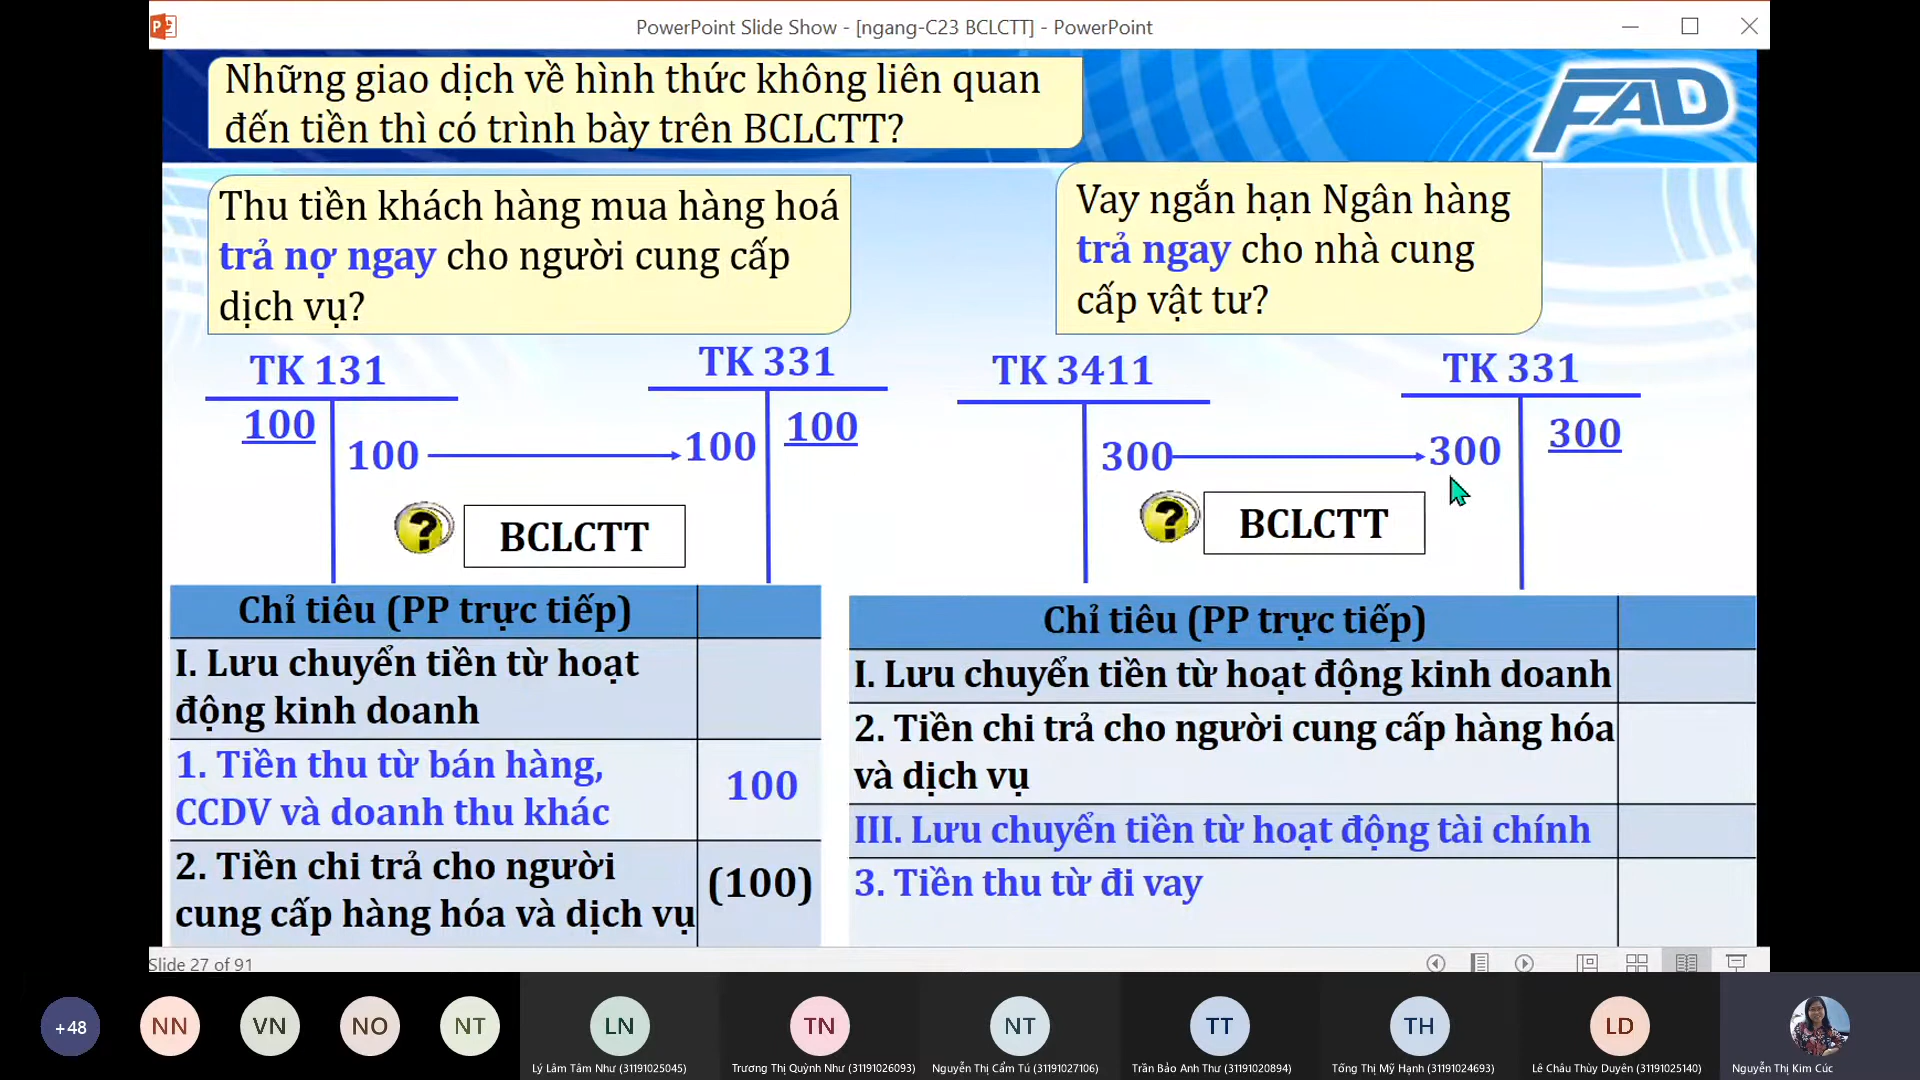 PowerPoint Slide Show - [ngang-C23 BCLCTT] - PowerPoint
Những giao dịch về hình thức không liên quan
đến tiền thì có trình bày trên BCLCTT?
FAD
Thu tiền khách hàng mua hàng hoá
trả nợ ngay cho người cung cấp
dịch vụ?
Vay ngắn hạn Ngân hàng
trả ngay cho nhà cung
cấp vật tư?
TK 131
TK 331
100
100
100
100
? BCLCTT
TK 3411
TK 331
300
300
300
? BCLCTT
Chỉ tiêu (PP trực tiếp)
I. Lưu chuyển tiền từ hoạt
động kinh doanh
1. Tiền thu từ bán hàng,
CCDV và doanh thu khác
100
2. Tiền chi trả cho người
cung cấp hàng hóa và dịch vụ
(100)
Chỉ tiêu (PP trực tiếp)
I. Lưu chuyển tiền từ hoạt động kinh doanh
2. Tiền chi trả cho người cung cấp hàng hóa
và dịch vụ
III. Lưu chuyển tiền từ hoạt động tài chính
3. Tiền thu từ đi vay
Slide 27 of 91
+48
NN
VN
NO
NT
LN
TN
NT
TT
TH
LD
Lý Lâm Tâm Như (31191025045)
Trương Thị Quỳnh Như (31191026093)
Nguyễn Thị Cẩm Tú (31191027106)
Trần Bảo Anh Thư (31191020894)
Tống Thị Mỹ Hạnh (31191024693)
Lê Châu Thùy Duyên (31191025140)
Nguyễn Thị Kim Cúc